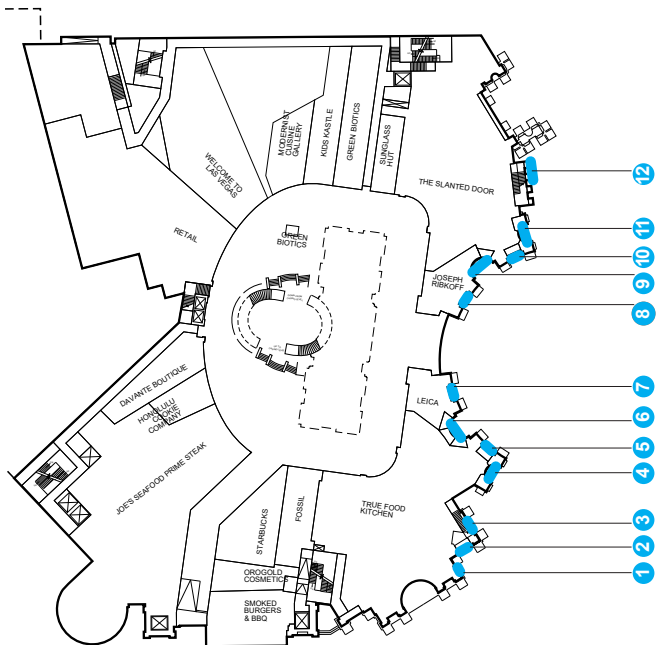 MODERNIST
CUISINE
GALLERY
KIDS KASTLE
GREEN BIOTICS
SUNGLASS
HUT
WELCOME TO
LAS VEGAS
THE SLANTED DOOR
RETAIL
GREEN
BIOTICS
JOSEPH
RIBKOFF
DAVANTE BOUTIQUE
HONOLULU
COOKIE
COMPANY
LEICA
JOE'S SEAFOOD PRIME STEAK
STARBUCKS
FOSSIL
TRUE FOOD
KITCHEN
OROGOLD
COSMETICS
SMOKED
BURGERS
& BBQ
12
11
10
9
8
7
6
5
4
3
2
1